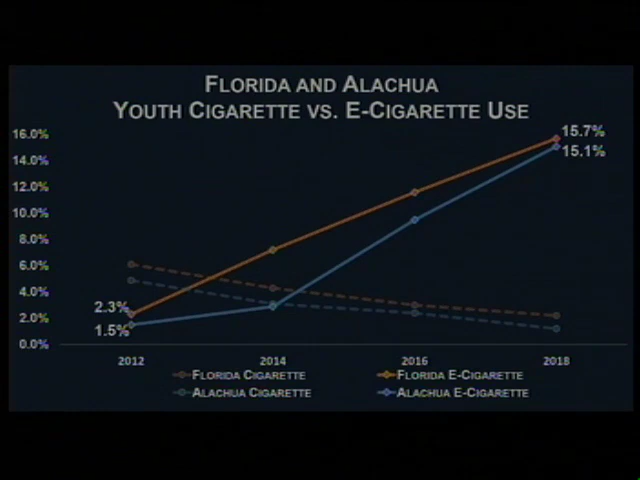 FLORIDA AND ALACHUA
YOUTH CIGARETTE VS. E-CIGARETTE USE
16.0%
14.0%
12.0%
10.0%
8.0%
6.0%
4.0%
2.0%
0.0%
15.7%
15.1%
2.3%
1.5%
2012 2014 2016 2018
FLORIDA CIGARETTE FLORIDA E-CIGARETTE
ALACHUA CIGARETTE ALACHUA E-CIGARETTE